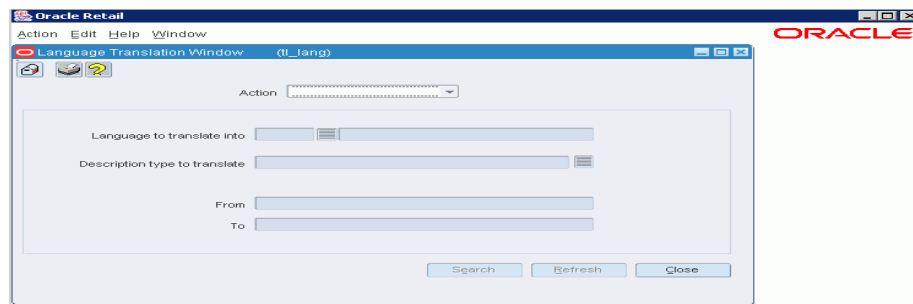 Oracle Retail
Action Edit Help Window
ORACLE
Language Translation Window (tl_lang)
Action
Language to translate into
Description type to translate
From
To
Search Refresh Close